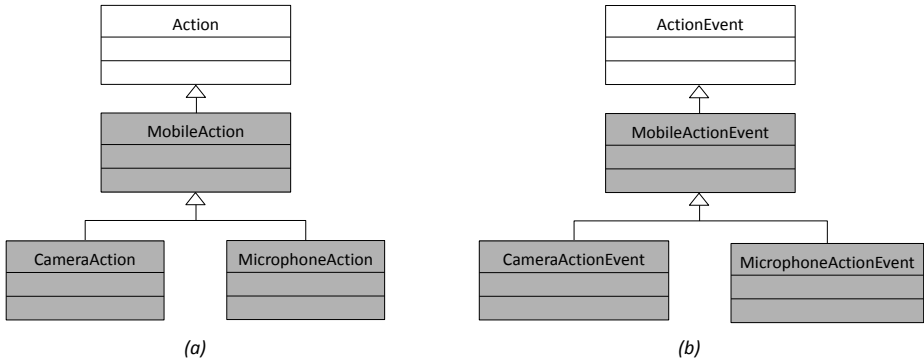 Action
ActionEvent
MobileAction
MobileActionEvent
CameraAction
MicrophoneAction
CameraActionEvent
MicrophoneActionEvent
(a)
(b)